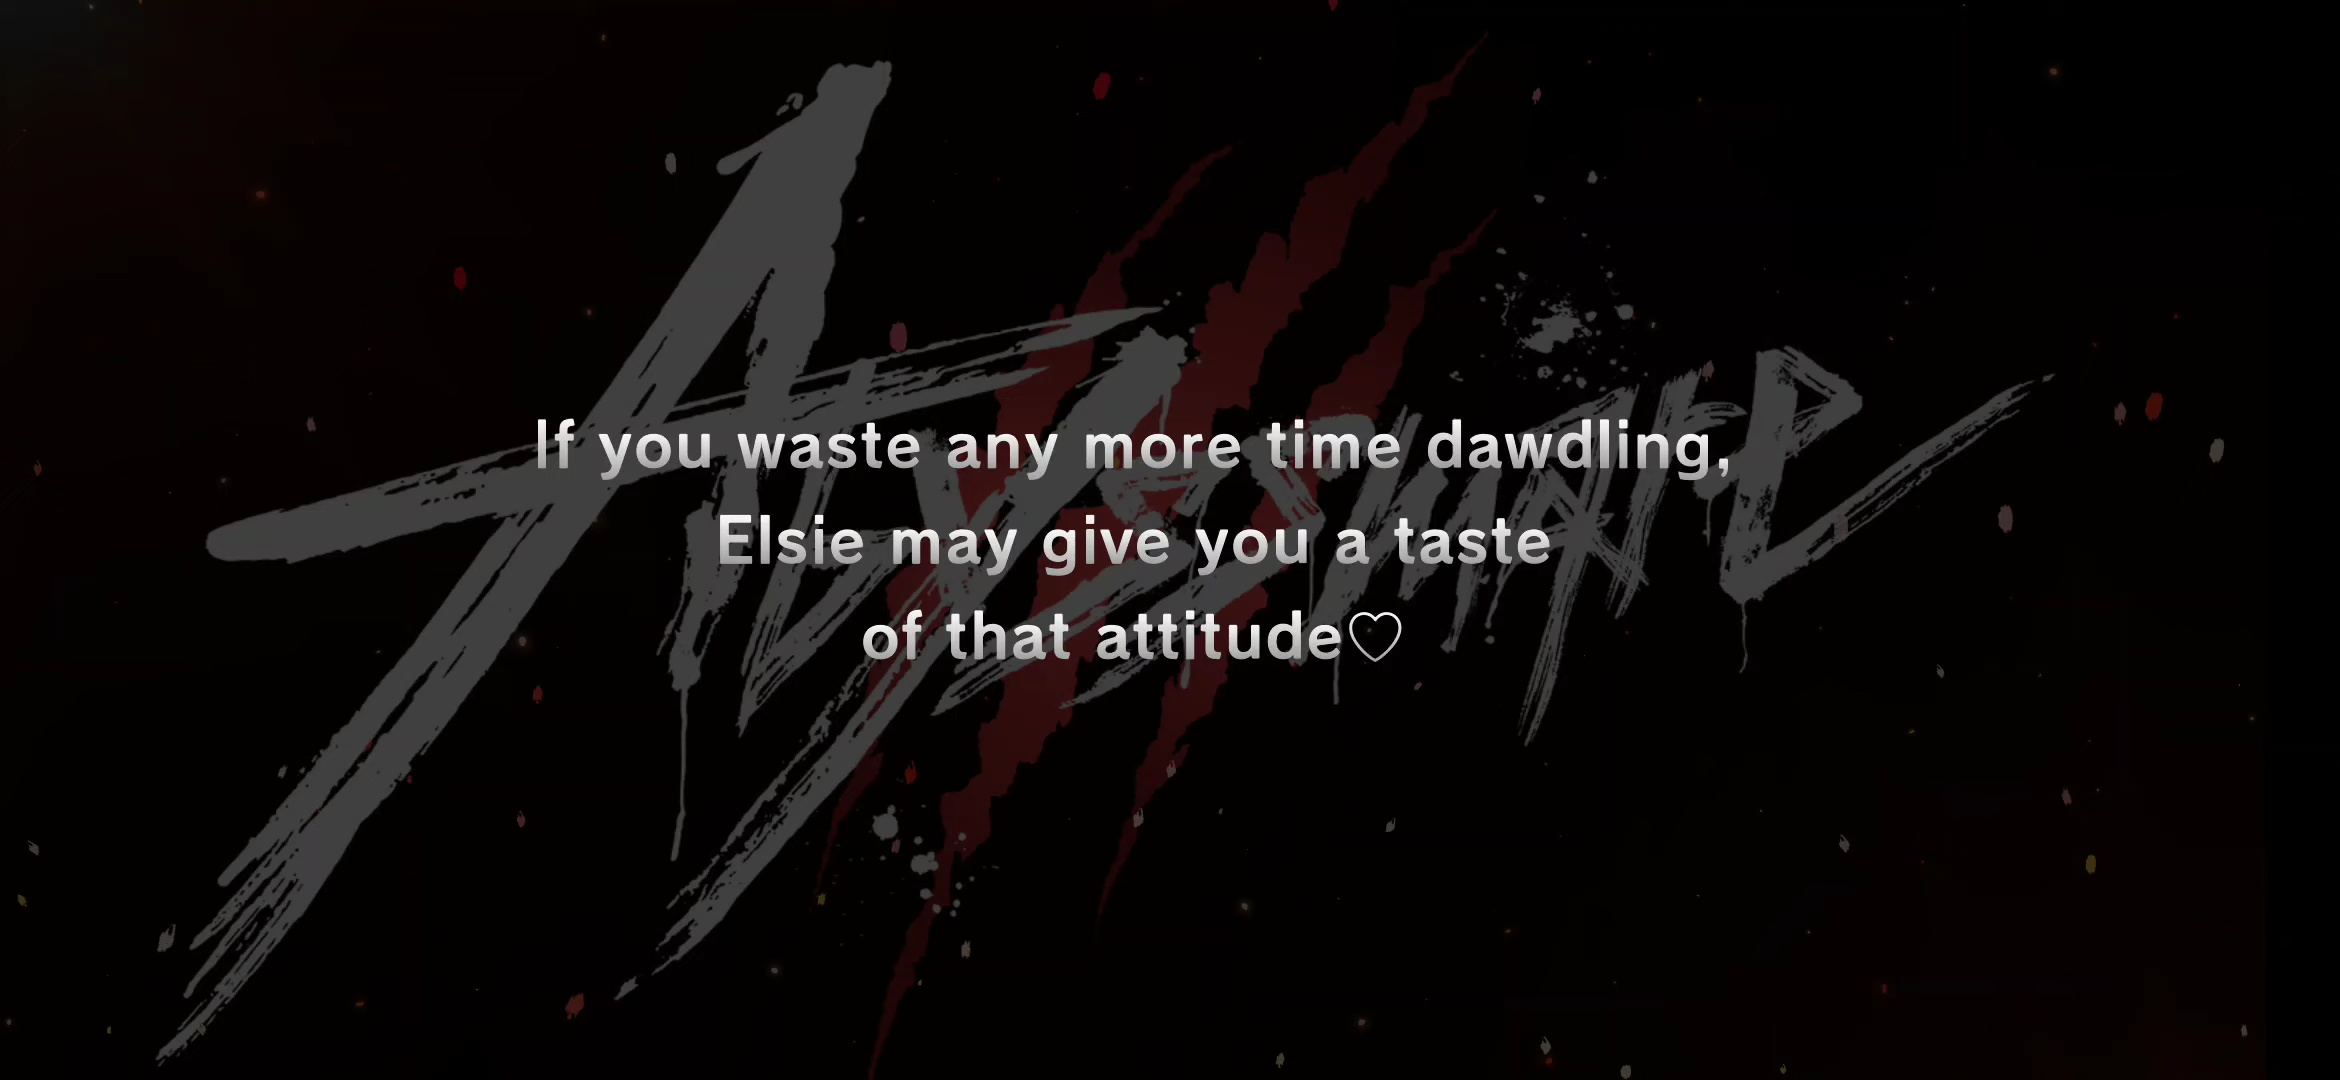 If you waste any more time dawdling,
Elsie may give you a taste
of that attitude♡